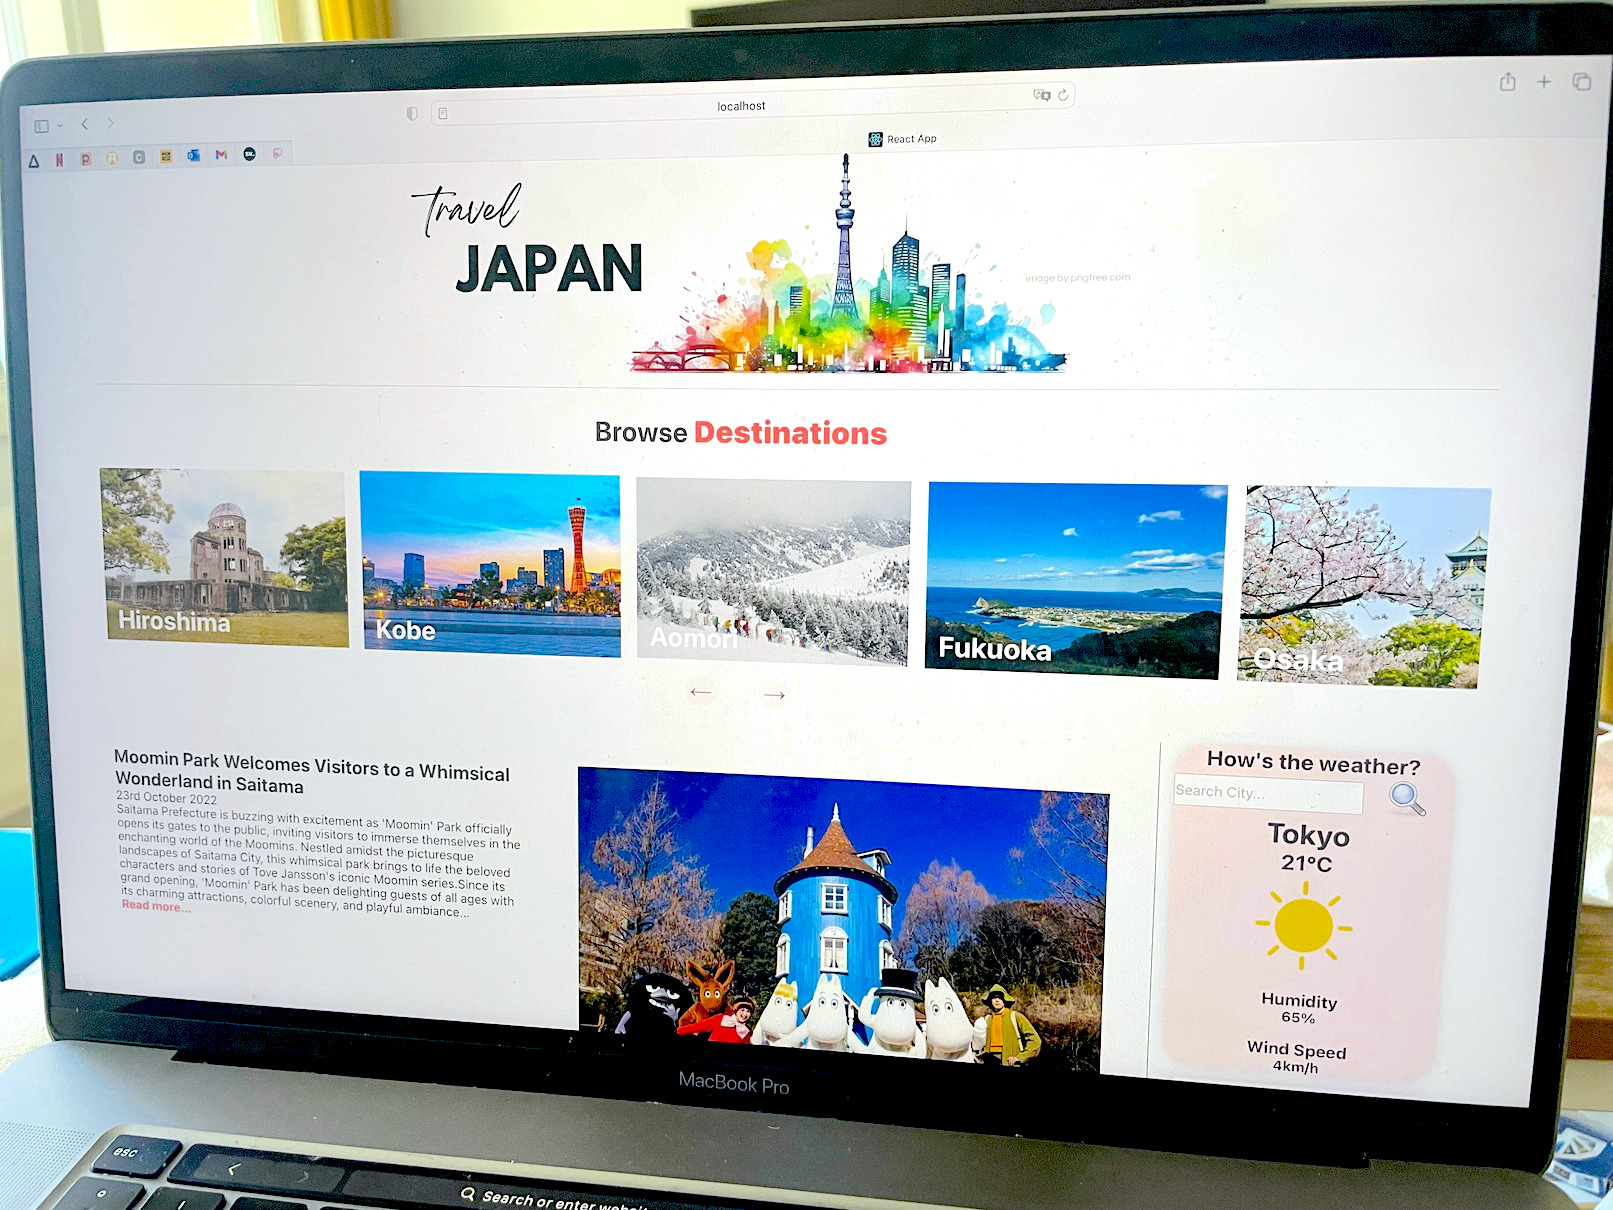 localhost
React App
Travel
JAPAN
image by pngtree.com
Browse Destinations
Hiroshima
Kobe
Aomori
Fukuoka
Osaka
← →
Moomin Park Welcomes Visitors to a Whimsical
Wonderland in Saitama
23rd October 2022
Saitama Prefecture is buzzing with excitement as 'Moomin' Park officially
opens its gates to the public, inviting visitors to immerse themselves in the
enchanting world of the Moomins. Nestled amidst the picturesque
landscapes of Saitama City, this whimsical park brings to life the beloved
characters and stories of Tove Jansson's iconic Moomin series.Since its
grand opening, 'Moomin' Park has been delighting guests of all ages with
its charming attractions, colorful scenery, and playful ambiance...
Read more...
How's the weather?
Search City...
Tokyo
21°C
Humidity
65%
Wind Speed
4km/h
MacBook Pro
esc
Search or enter